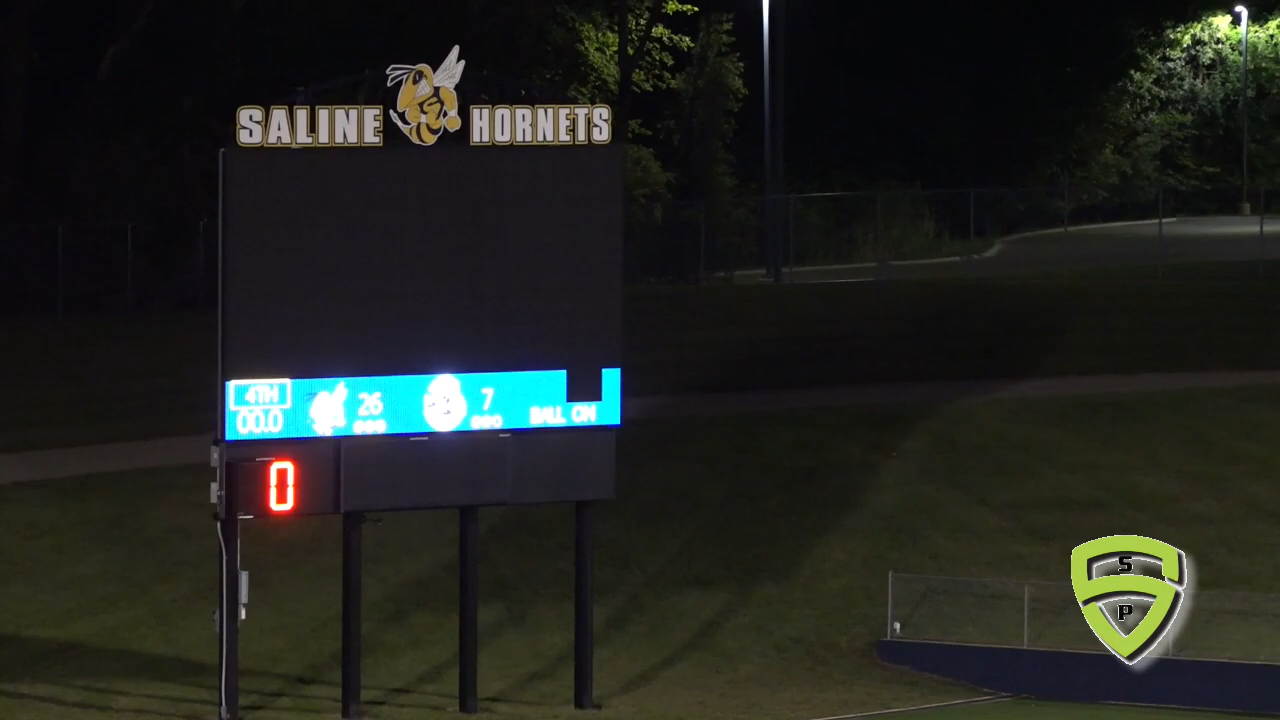 SALINE HORNETS
4TH 26 7
00.0 BALL ON
0
S
P